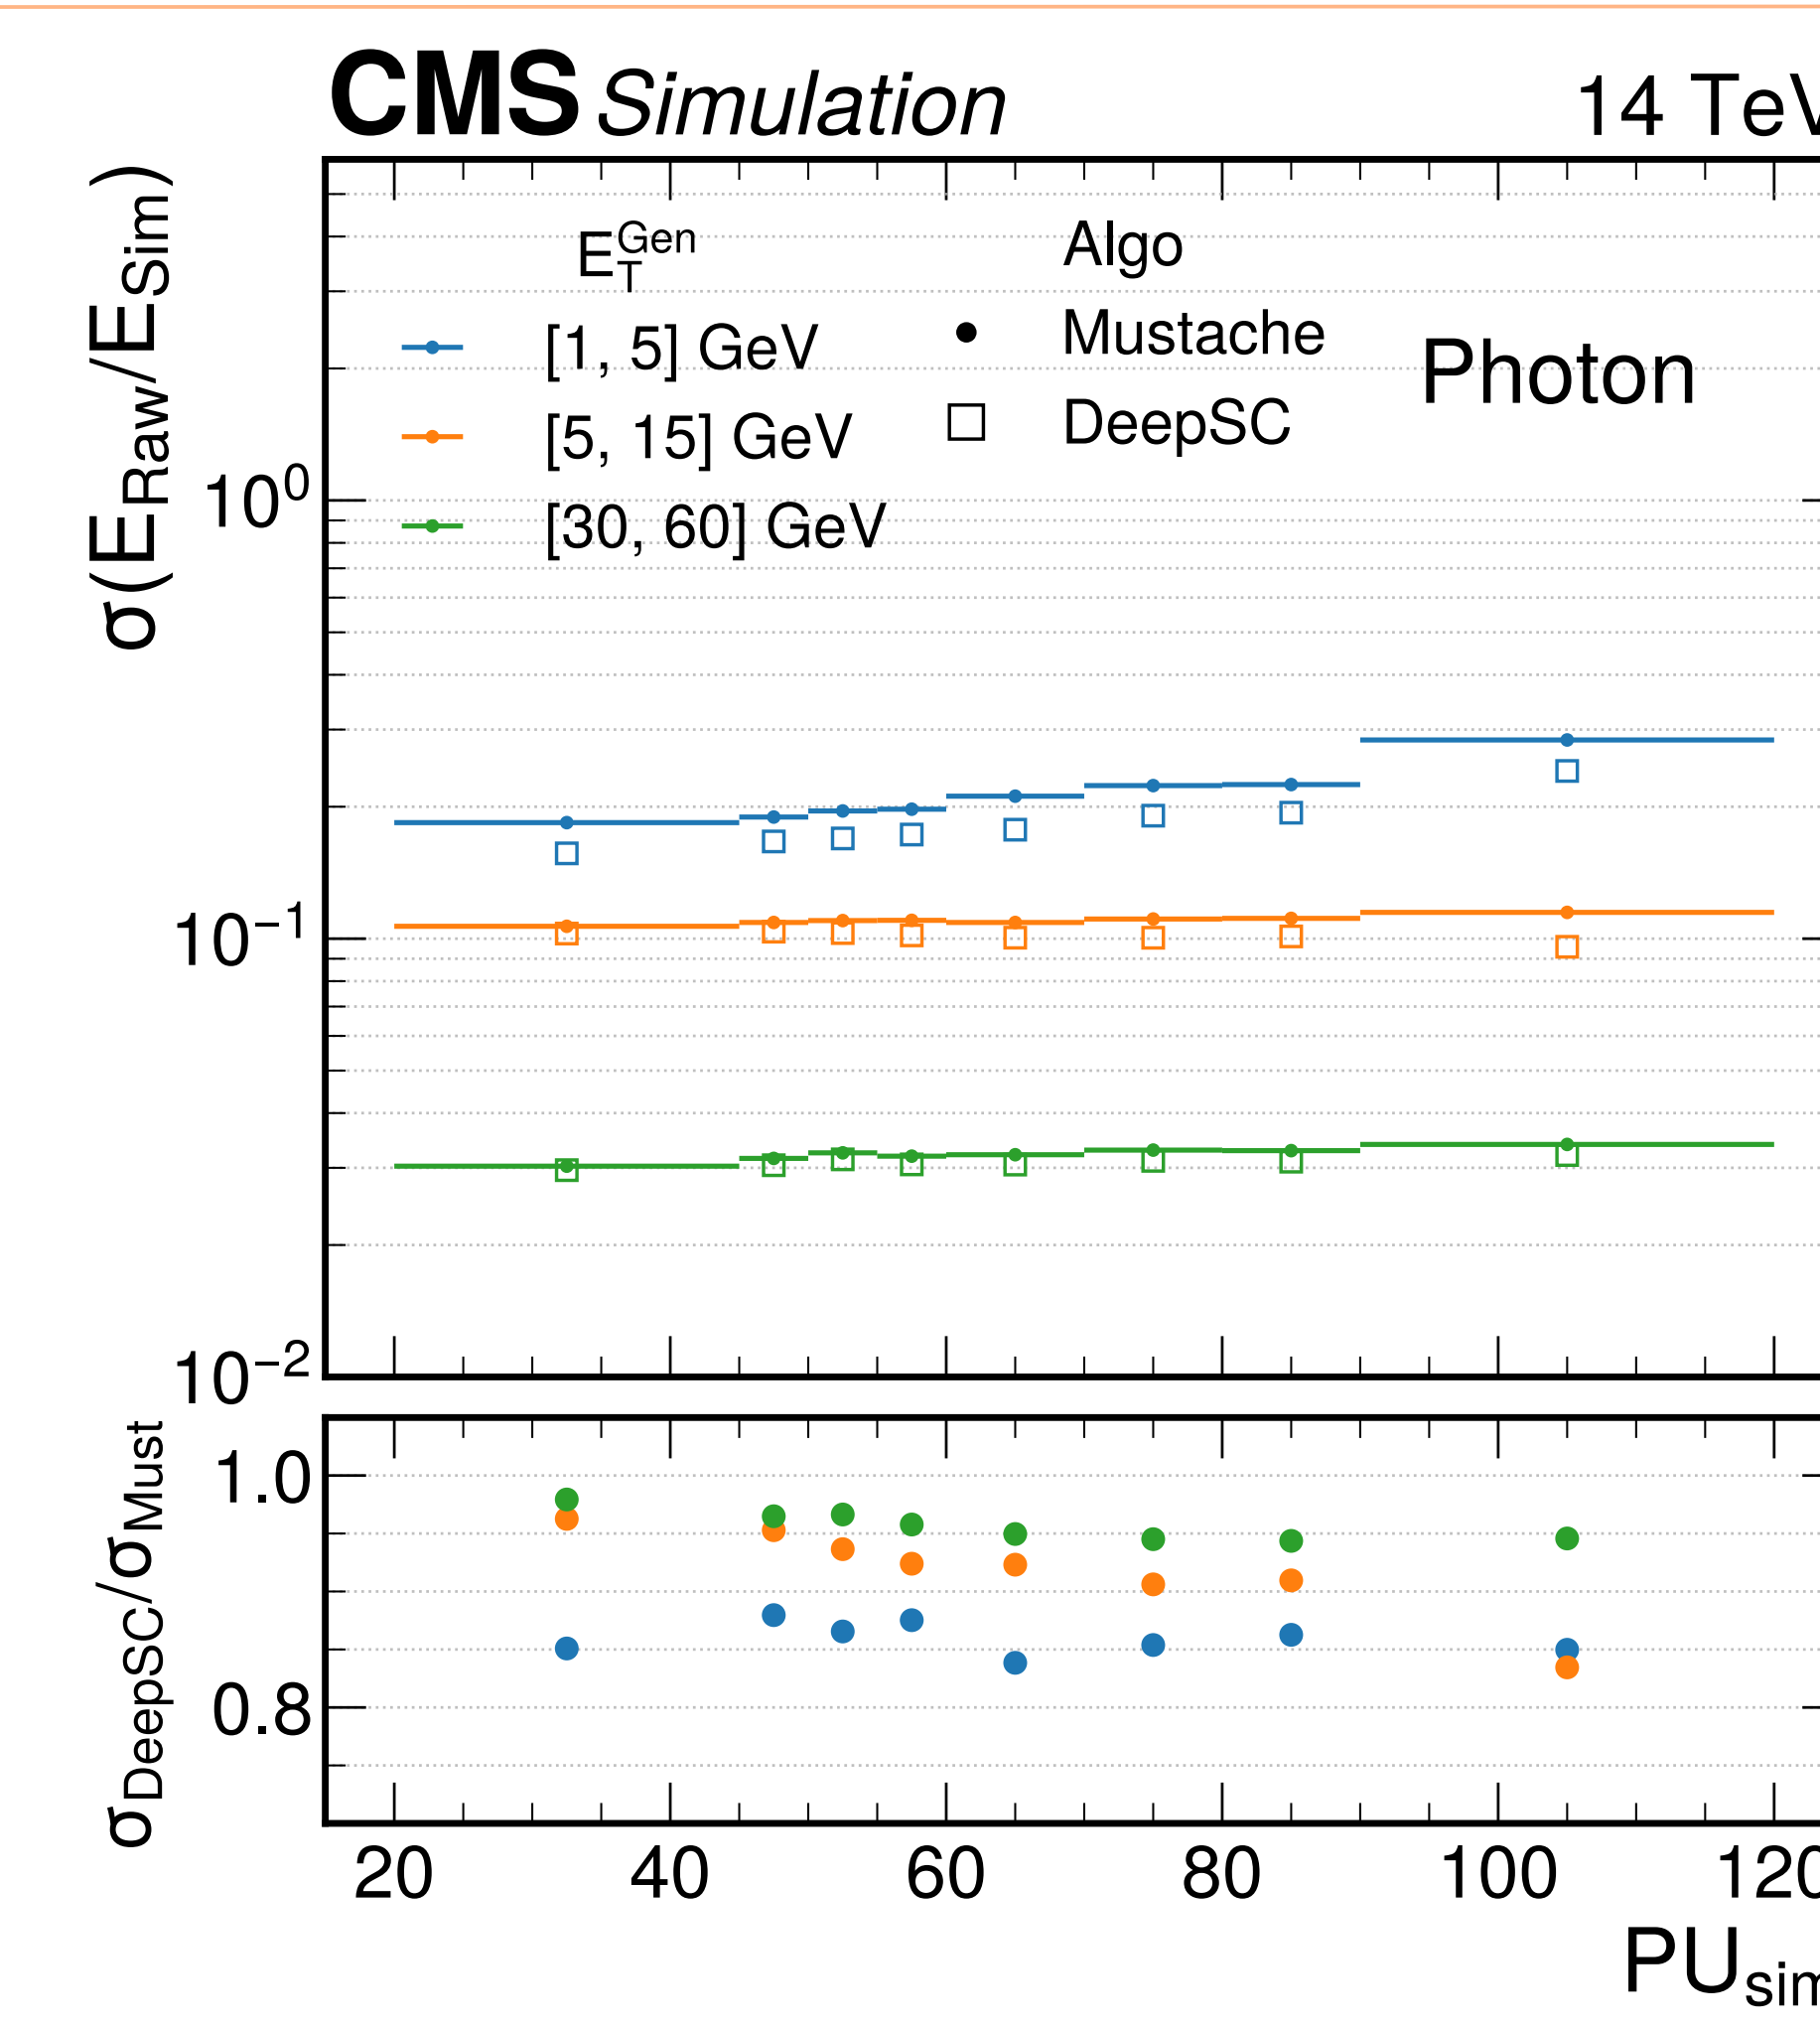 CMS Simulation 14 TeV
σ(E_Raw/E_Sim)
E_T^Gen Algo
[1, 5] GeV Mustache
[5, 15] GeV DeepSC
[30, 60] GeV
Photon
10^0
10^−1
10^−2
σ_DeepSC/σ_Must
1.0
0.8
20 40 60 80 100 120
PU_sim